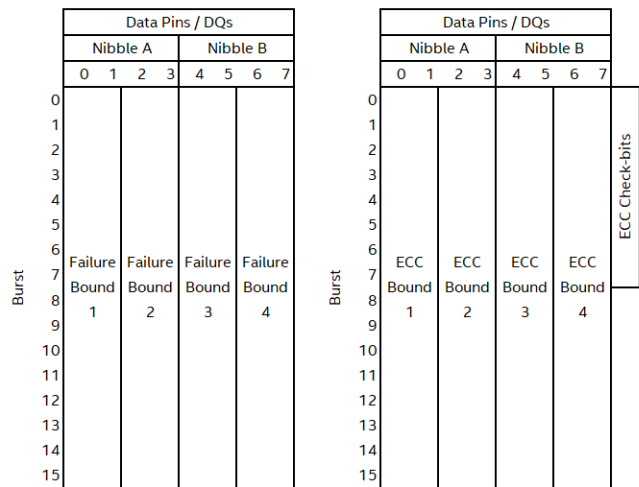 Data Pins / DQs
Nibble A Nibble B
0 1 2 3 4 5 6 7
Burst
0
1
2
3
4
5
6
7
8
9
10
11
12
13
14
15
Failure Bound 1
Failure Bound 2
Failure Bound 3
Failure Bound 4
Data Pins / DQs
Nibble A Nibble B
0 1 2 3 4 5 6 7
Burst
0
1
2
3
4
5
6
7
8
9
10
11
12
13
14
15
ECC Bound 1
ECC Bound 2
ECC Bound 3
ECC Bound 4
ECC Check-bits